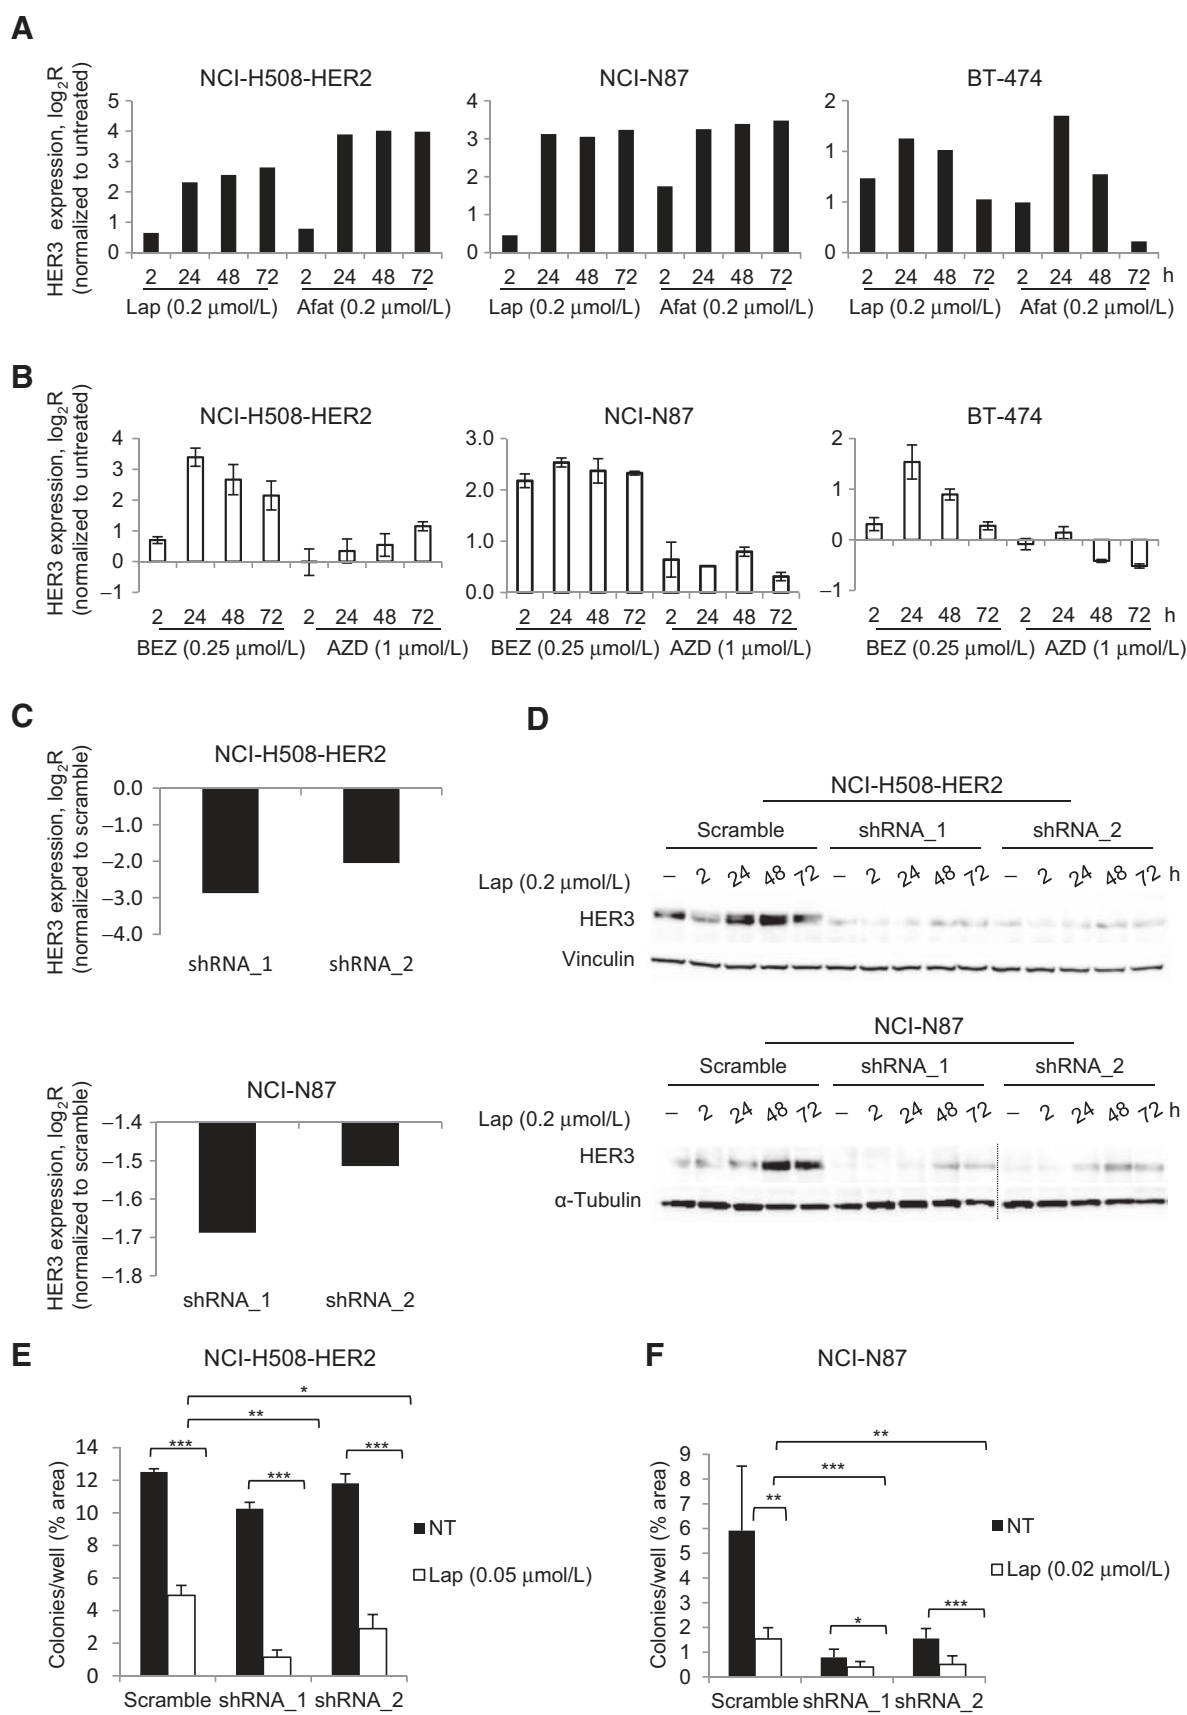 A
HER3 expression, log2R
(normalized to untreated)
NCI-H508-HER2
5
4
3
2
1
0
2 24 48 72 2 24 48 72
Lap (0.2 μmol/L) Afat (0.2 μmol/L)
NCI-N87
4
3
2
1
0
2 24 48 72 2 24 48 72
Lap (0.2 μmol/L) Afat (0.2 μmol/L)
BT-474
2
1
1
0
2 24 48 72 2 24 48 72 h
Lap (0.2 μmol/L) Afat (0.2 μmol/L)
B
HER3 expression, log2R
(normalized to untreated)
NCI-H508-HER2
4
3
2
1
0
−1
2 24 48 72 2 24 48 72
BEZ (0.25 μmol/L) AZD (1 μmol/L)
NCI-N87
3.0
2.0
1.0
0.0
2 24 48 72 2 24 48 72
BEZ (0.25 μmol/L) AZD (1 μmol/L)
BT-474
2
1
0
−1
2 24 48 72 2 24 48 72 h
BEZ (0.25 μmol/L) AZD (1 μmol/L)
C
HER3 expression, log2R
(normalized to scramble)
NCI-H508-HER2
0.0
−1.0
−2.0
−3.0
−4.0
shRNA_1 shRNA_2
HER3 expression, log2R
(normalized to scramble)
NCI-N87
−1.4
−1.5
−1.6
−1.7
−1.8
shRNA_1 shRNA_2
D
NCI-H508-HER2
Scramble shRNA_1 shRNA_2
Lap (0.2 μmol/L) − 2 24 48 72 − 2 24 48 72 − 2 24 48 72 h
HER3
Vinculin
NCI-N87
Scramble shRNA_1 shRNA_2
Lap (0.2 μmol/L) − 2 24 48 72 − 2 24 48 72 − 2 24 48 72 h
HER3
α-Tubulin
E
NCI-H508-HER2
Colonies/well (% area)
*
**
*** *** ***
14
12
10
8
6
4
2
0
Scramble shRNA_1 shRNA_2
NT
Lap (0.05 μmol/L)
F
NCI-N87
Colonies/well (% area)
**
***
** * ***
9
8
7
6
5
4
3
2
1
0
Scramble shRNA_1 shRNA_2
NT
Lap (0.02 μmol/L)